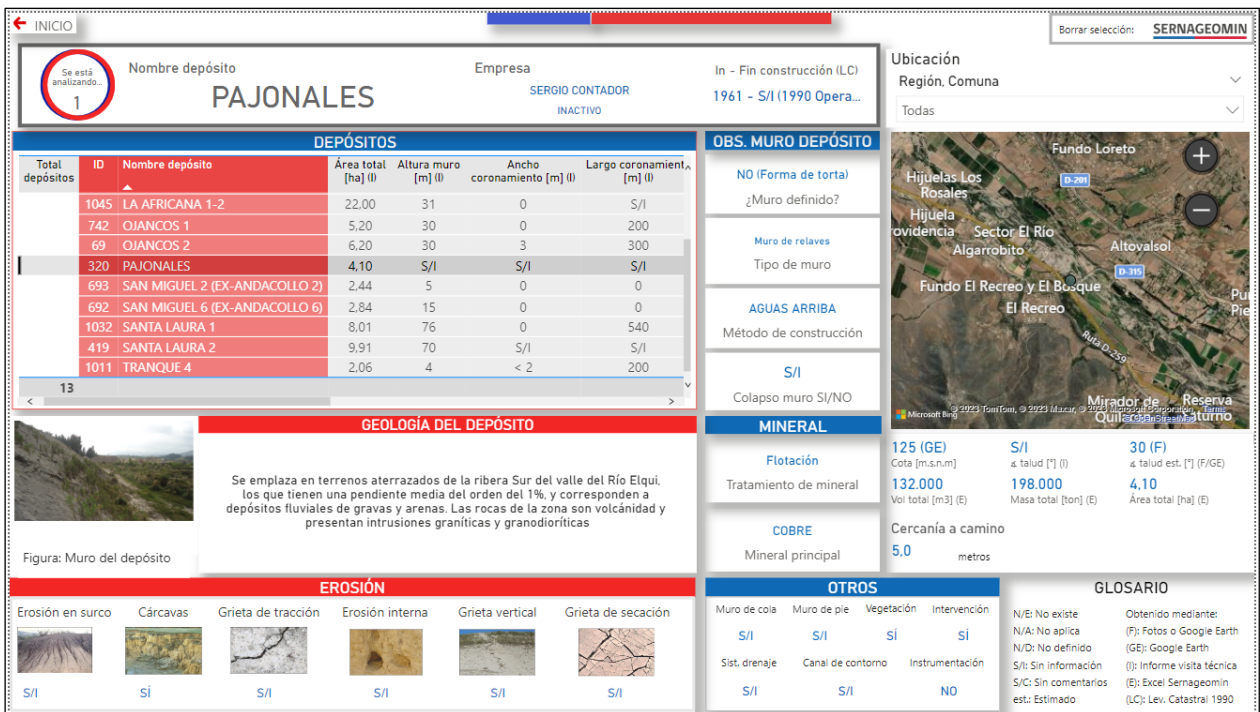 INICIO
Borrar selección:
SERNAGEOMIN
Se está
analizando...
1
Nombre depósito
PAJONALES
Empresa
SERGIO CONTADOR
INACTIVO
In - Fin construcción (LC)
1961 - S/I (1990 Opera...
Ubicación
Región, Comuna
Todas
DEPÓSITOS
Total depósitos ID Nombre depósito Área total [ha] (I) Altura muro [m] (I) Ancho coronamiento [m] (I) Largo coronamient [m] (I)
1045 LA AFRICANA 1-2 22,00 31 0 S/I
742 OJANCOS 1 5,20 30 0 200
69 OJANCOS 2 6,20 30 3 300
320 PAJONALES 4,10 S/I S/I S/I
693 SAN MIGUEL 2 (EX-ANDACOLLO 2) 2,44 5 0 0
692 SAN MIGUEL 6 (EX-ANDACOLLO 6) 2,84 15 0 0
1032 SANTA LAURA 1 8,01 76 0 540
419 SANTA LAURA 2 9,91 70 S/I S/I
1011 TRANQUE 4 2,06 4 < 2 200
13
OBS. MURO DEPÓSITO
NO (Forma de torta)
¿Muro definido?
Muro de relaves
Tipo de muro
AGUAS ARRIBA
Método de construcción
S/I
Colapso muro SI/NO
Fundo Loreto
D-201
Hijuelas Los
Rosales
Hijuela
ovidencia
Sector El Río
Algarrobito
Altovalsol
D-315
Fundo El Recreo y El Bosque
El Recreo
Pu
Pie
Ruta D-259
Mirador de
Reserva
Microsoft Bing
© 2023 TomTom, © 2023 Maxar, © 2023 Microsoft Corporation, Terms
© OpenStreetMap
GEOLOGÍA DEL DEPÓSITO
Se emplaza en terrenos aterrazados de la ribera Sur del valle del Río Elqui,
los que tienen una pendiente media del orden del 1%, y corresponden a
depósitos fluviales de gravas y arenas. Las rocas de la zona son volcánidad y
presentan intrusiones graníticas y granodioríticas
Figura: Muro del depósito
MINERAL
Flotación
Tratamiento de mineral
COBRE
Mineral principal
125 (GE) S/I 30 (F)
Cota [m.s.n.m] ∡ talud [°] (I) ∡ talud est. [°] (F/GE)
132.000 198.000 4,10
Vol total [m3] (E) Masa total [ton] (E) Área total [ha] (E)
Cercanía a camino
5,0 metros
EROSIÓN
Erosión en surco Cárcavas Grieta de tracción Erosión interna Grieta vertical Grieta de secación
S/I SÍ S/I S/I S/I S/I
OTROS
Muro de cola Muro de pie Vegetación Intervención
S/I S/I SÍ SÍ
Sist. drenaje Canal de contorno Instrumentación
S/I S/I NO
GLOSARIO
N/E: No existe Obtenido mediante:
N/A: No aplica (F): Fotos o Google Earth
N/D: No definido (GE): Google Earth
S/I: Sin información (I): Informe visita técnica
S/C: Sin comentarios (E): Excel Sernageomin
est.: Estimado (LC): Lev. Catastral 1990